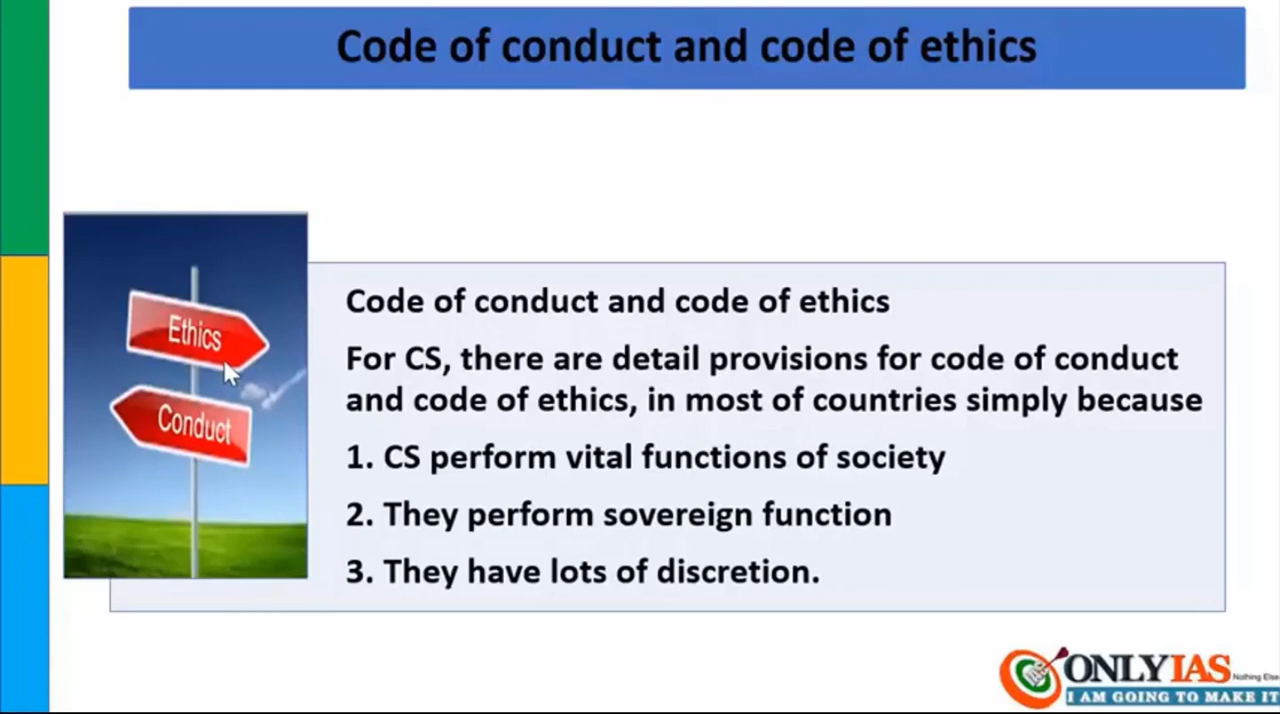 Code of conduct and code of ethics
Ethics
Conduct
Code of conduct and code of ethics
For CS, there are detail provisions for code of conduct
and code of ethics, in most of countries simply because
1. CS perform vital functions of society
2. They perform sovereign function
3. They have lots of discretion.
ONLYIAS
Nothing Else
I AM GOING TO MAKE IT